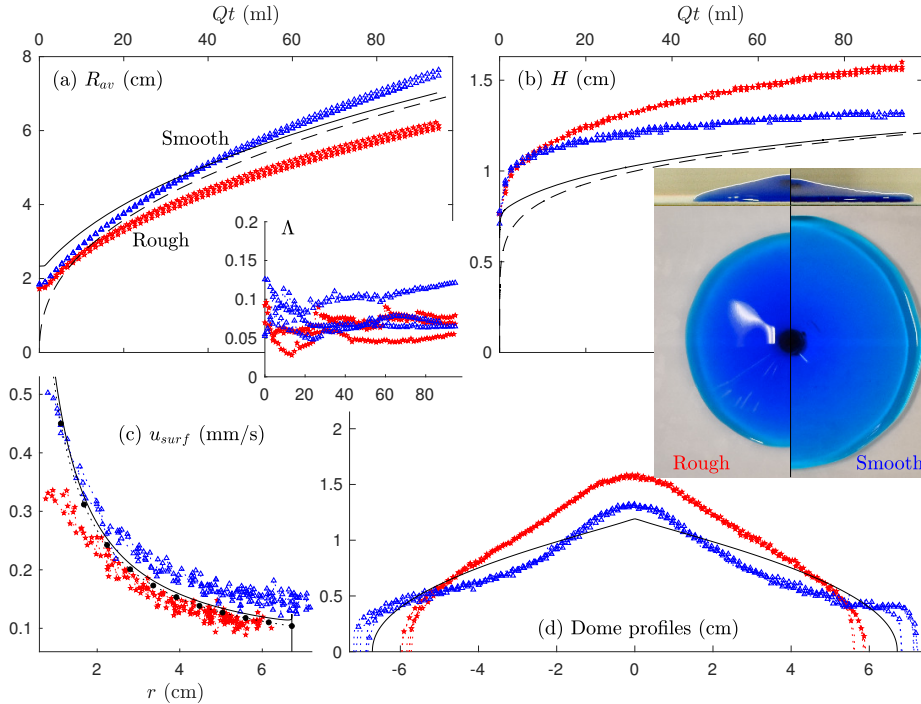 Qt (ml)
Qt (ml)
0 20 40 60 80
0 20 40 60 80
8
6
4
2
0
(a) R_av (cm)
Smooth
Rough
0.2
0.15
0.1
0.05
0
Λ
0 20 40 60 80
1.5
1
0.5
0
(b) H (cm)
Rough
Smooth
0.5
0.4
0.3
0.2
0.1
(c) u_surf (mm/s)
2 4 6
r (cm)
2
1.5
1
0.5
0
(d) Dome profiles (cm)
-6 -4 -2 0 2 4 6